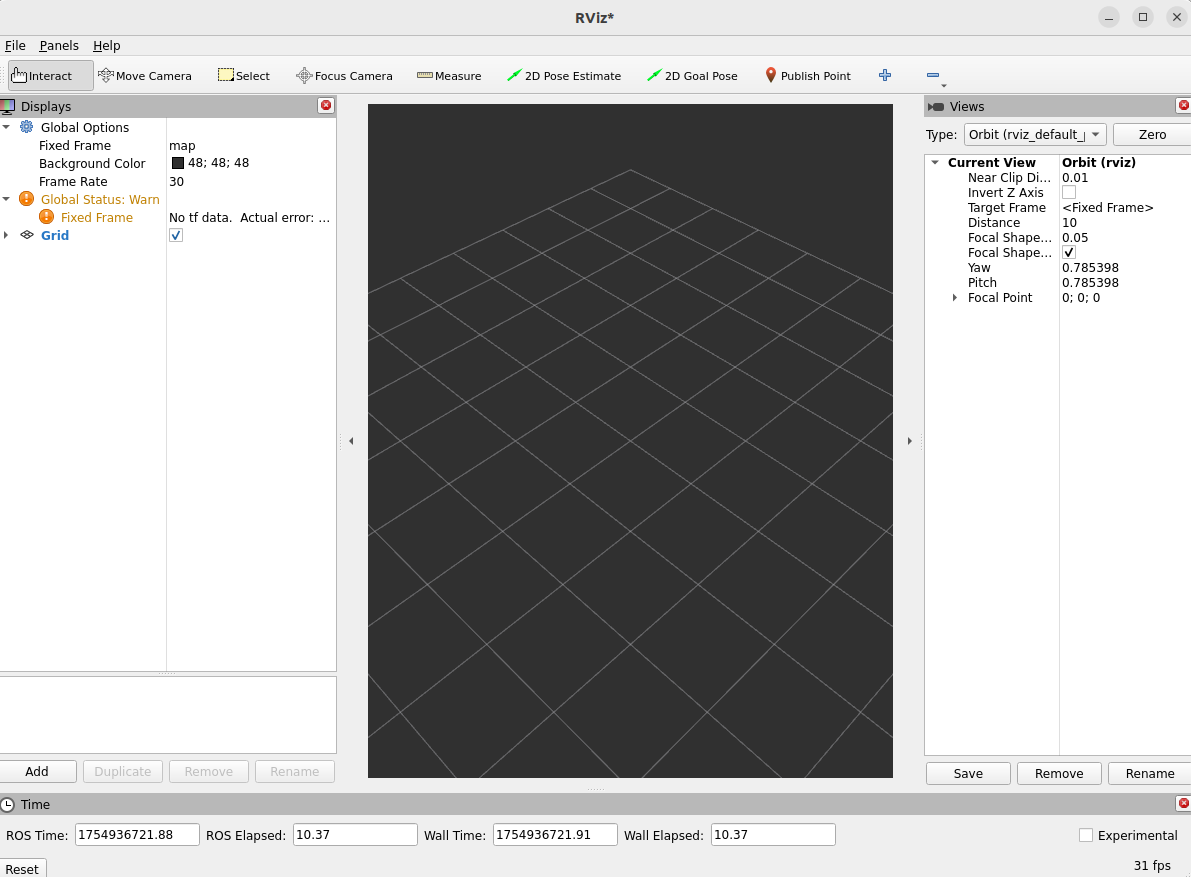 RViz*
File Panels Help
Interact Move Camera Select Focus Camera Measure 2D Pose Estimate 2D Goal Pose Publish Point
Displays
Global Options
Fixed Frame map
Background Color 48; 48; 48
Frame Rate 30
Global Status: Warn
Fixed Frame No tf data. Actual error: ...
Grid
Add Duplicate Remove Rename
Views
Type: Orbit (rviz_default_ Zero
Current View Orbit (rviz)
Near Clip Di... 0.01
Invert Z Axis
Target Frame <Fixed Frame>
Distance 10
Focal Shape... 0.05
Focal Shape...
Yaw 0.785398
Pitch 0.785398
Focal Point 0; 0; 0
Save Remove Rename
Time
ROS Time: 1754936721.88 ROS Elapsed: 10.37 Wall Time: 1754936721.91 Wall Elapsed: 10.37 Experimental
Reset 31 fps